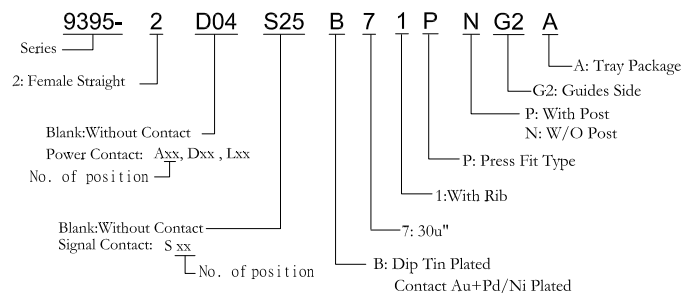 9395- 2 D04 S25 B 7 1 P N G2 A
Series
A: Tray Package
2: Female Straight
G2: Guides Side
P: With Post
N: W/O Post
Blank:Without Contact
Power Contact: Axx, Dxx , Lxx
P: Press Fit Type
No. of position
1:With Rib
Blank:Without Contact
7: 30u"
Signal Contact: S xx
No. of position
B: Dip Tin Plated
Contact Au+Pd/Ni Plated